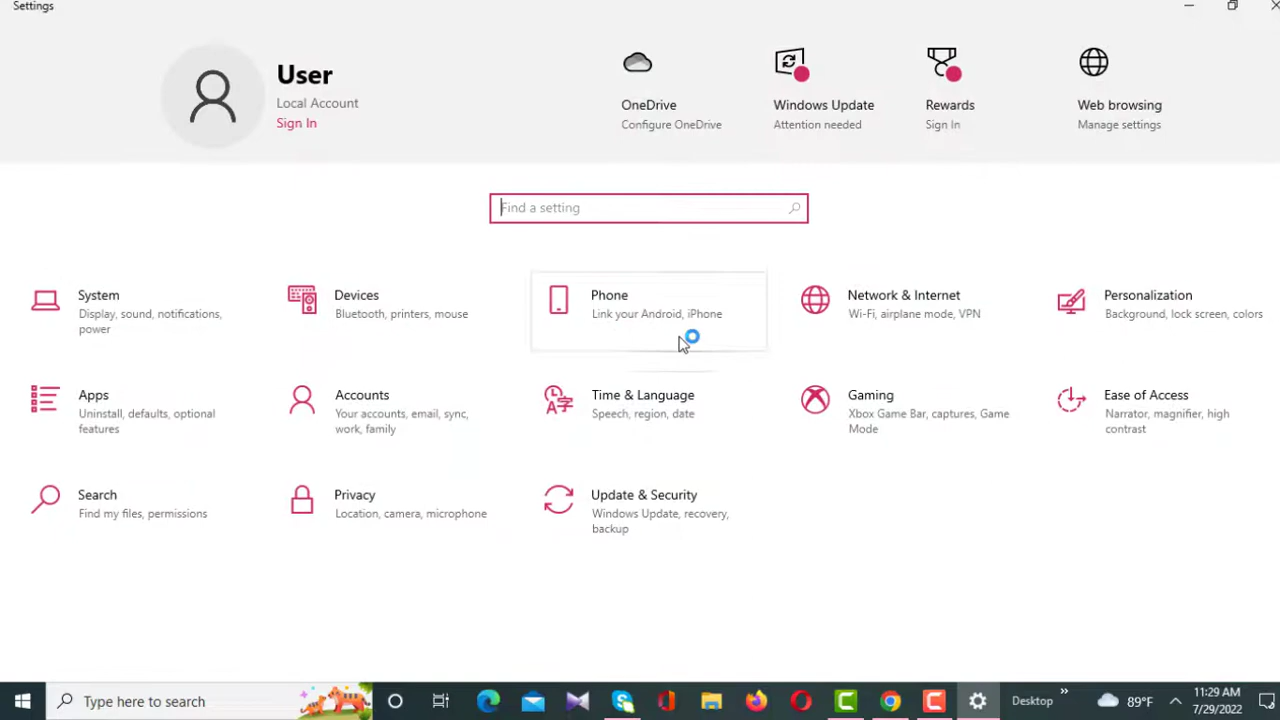 Settings
User
Local Account
Sign In
OneDrive
Configure OneDrive
Windows Update
Attention needed
Rewards
Sign In
Web browsing
Manage settings
Find a setting
System
Display, sound, notifications,
power
Devices
Bluetooth, printers, mouse
Phone
Link your Android, iPhone
Network & Internet
Wi-Fi, airplane mode, VPN
Personalization
Background, lock screen, colors
Apps
Uninstall, defaults, optional
features
Accounts
Your accounts, email, sync,
work, family
Time & Language
Speech, region, date
Gaming
Xbox Game Bar, captures, Game
Mode
Ease of Access
Narrator, magnifier, high
contrast
Search
Find my files, permissions
Privacy
Location, camera, microphone
Update & Security
Windows Update, recovery,
backup
Type here to search
Desktop
89°F
11:29 AM
7/29/2022